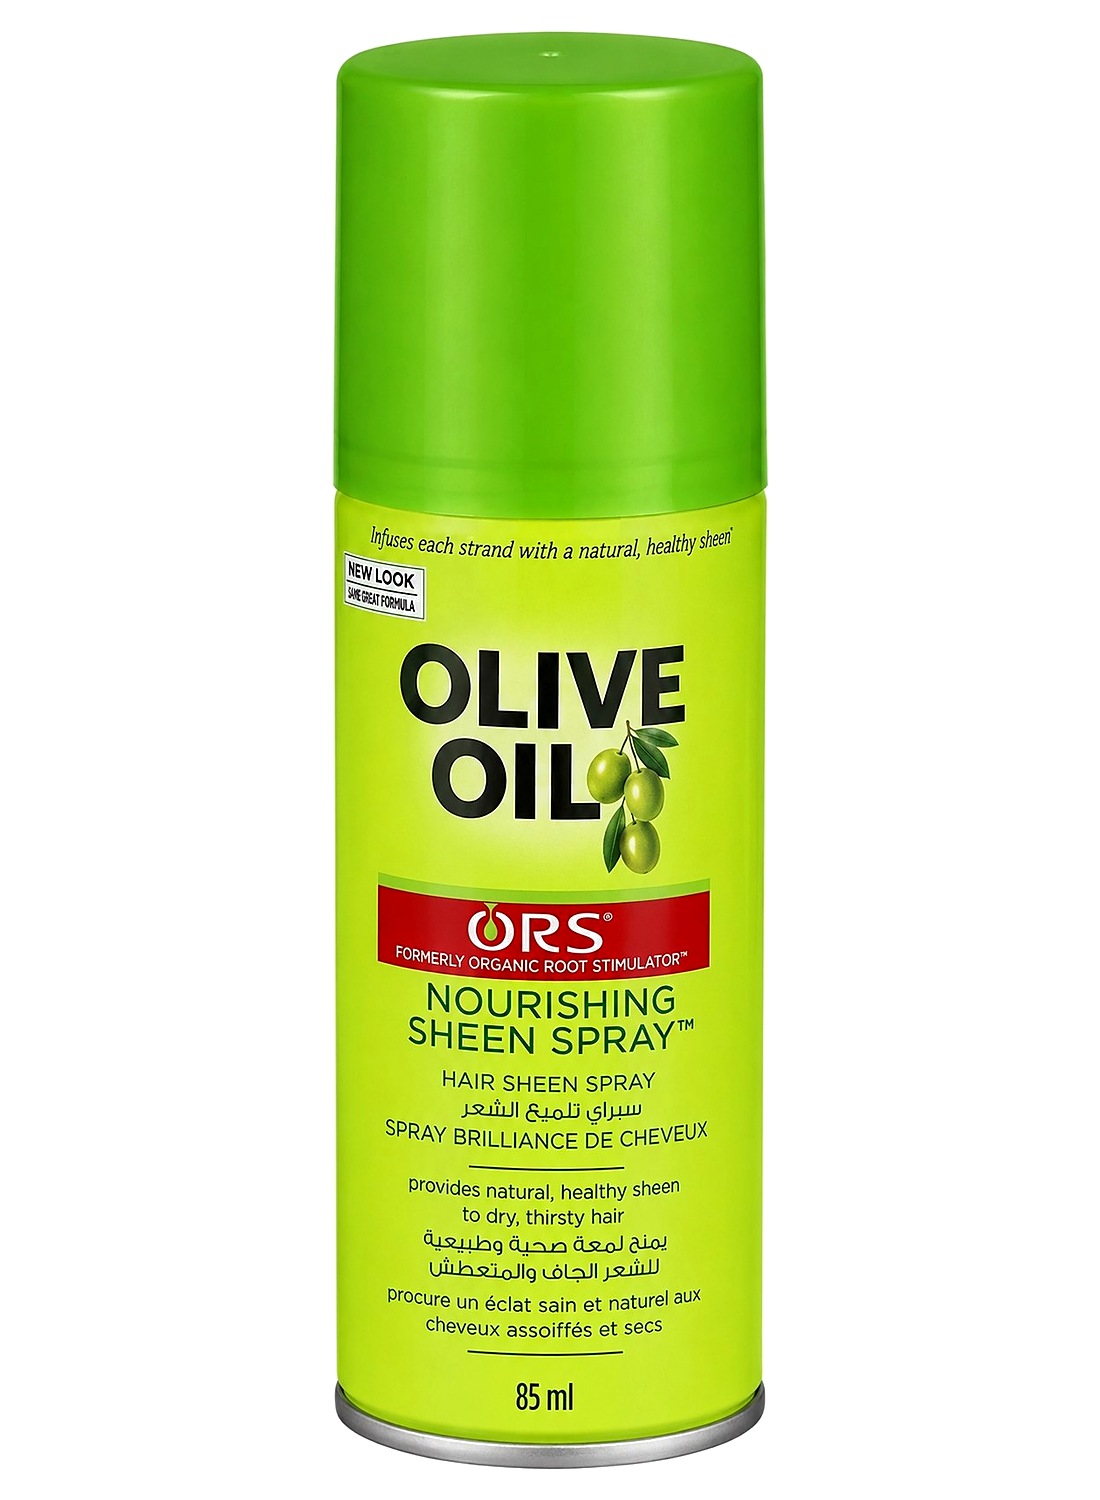 Infuses each strand with a natural, healthy sheen*
NEW LOOK
SAME GREAT FORMULA
OLIVE
OIL
ORS®
FORMERLY ORGANIC ROOT STIMULATOR™
NOURISHING
SHEEN SPRAY™
HAIR SHEEN SPRAY
سبراي تلميع الشعر
SPRAY BRILLIANCE DE CHEVEUX
provides natural, healthy sheen
to dry, thirsty hair
يمنح لمعة صحية وطبيعية
للشعر الجاف والمتعطش
procure un éclat sain et naturel aux
cheveux assoiffés et secs
85 ml